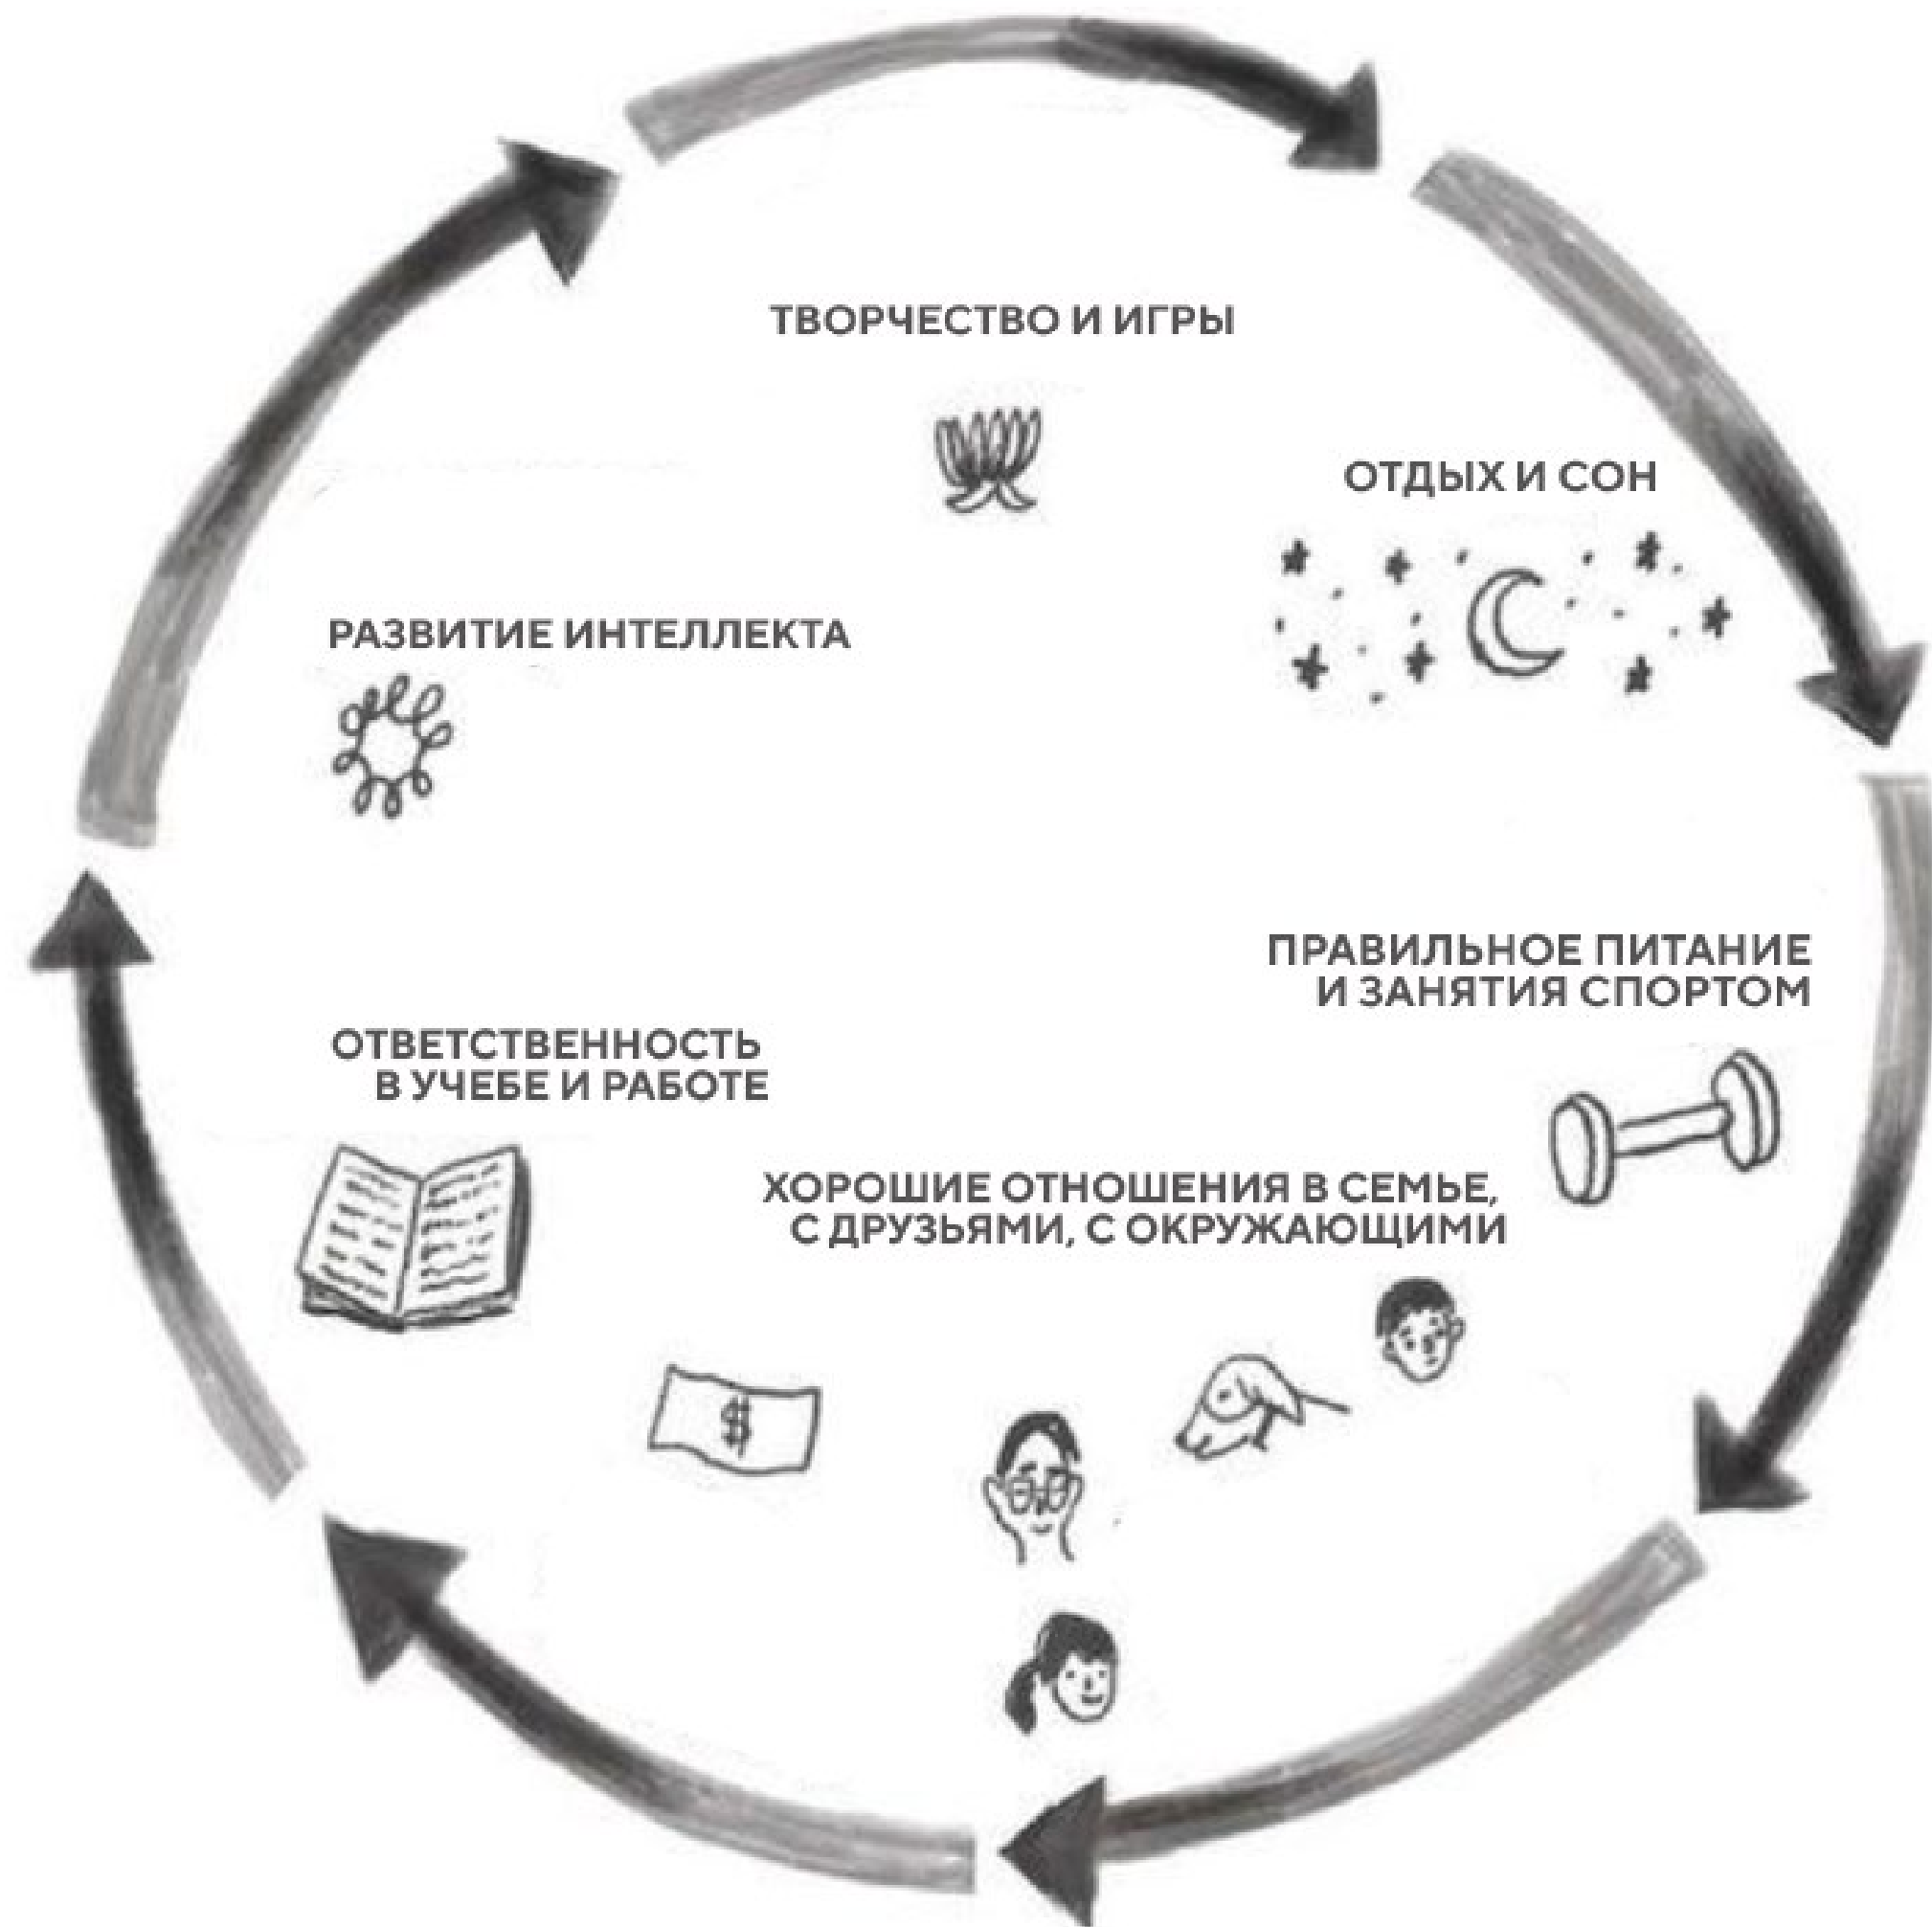 ТВОРЧЕСТВО И ИГРЫ
ОТДЫХ И СОН
РАЗВИТИЕ ИНТЕЛЛЕКТА
ПРАВИЛЬНОЕ ПИТАНИЕ
И ЗАНЯТИЯ СПОРТОМ
ОТВЕТСТВЕННОСТЬ
В УЧЕБЕ И РАБОТЕ
ХОРОШИЕ ОТНОШЕНИЯ В СЕМЬЕ,
С ДРУЗЬЯМИ, С ОКРУЖАЮЩИМИ
$